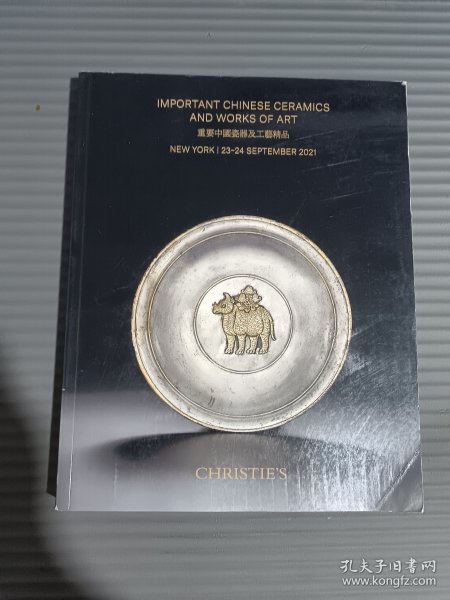 IMPORTANT CHINESE CERAMICS
AND WORKS OF ART
重要中國瓷器及工藝精品
NEW YORK | 23-24 SEPTEMBER 2021
CHRISTIE'S
孔夫子旧书网
www.kongfz.com